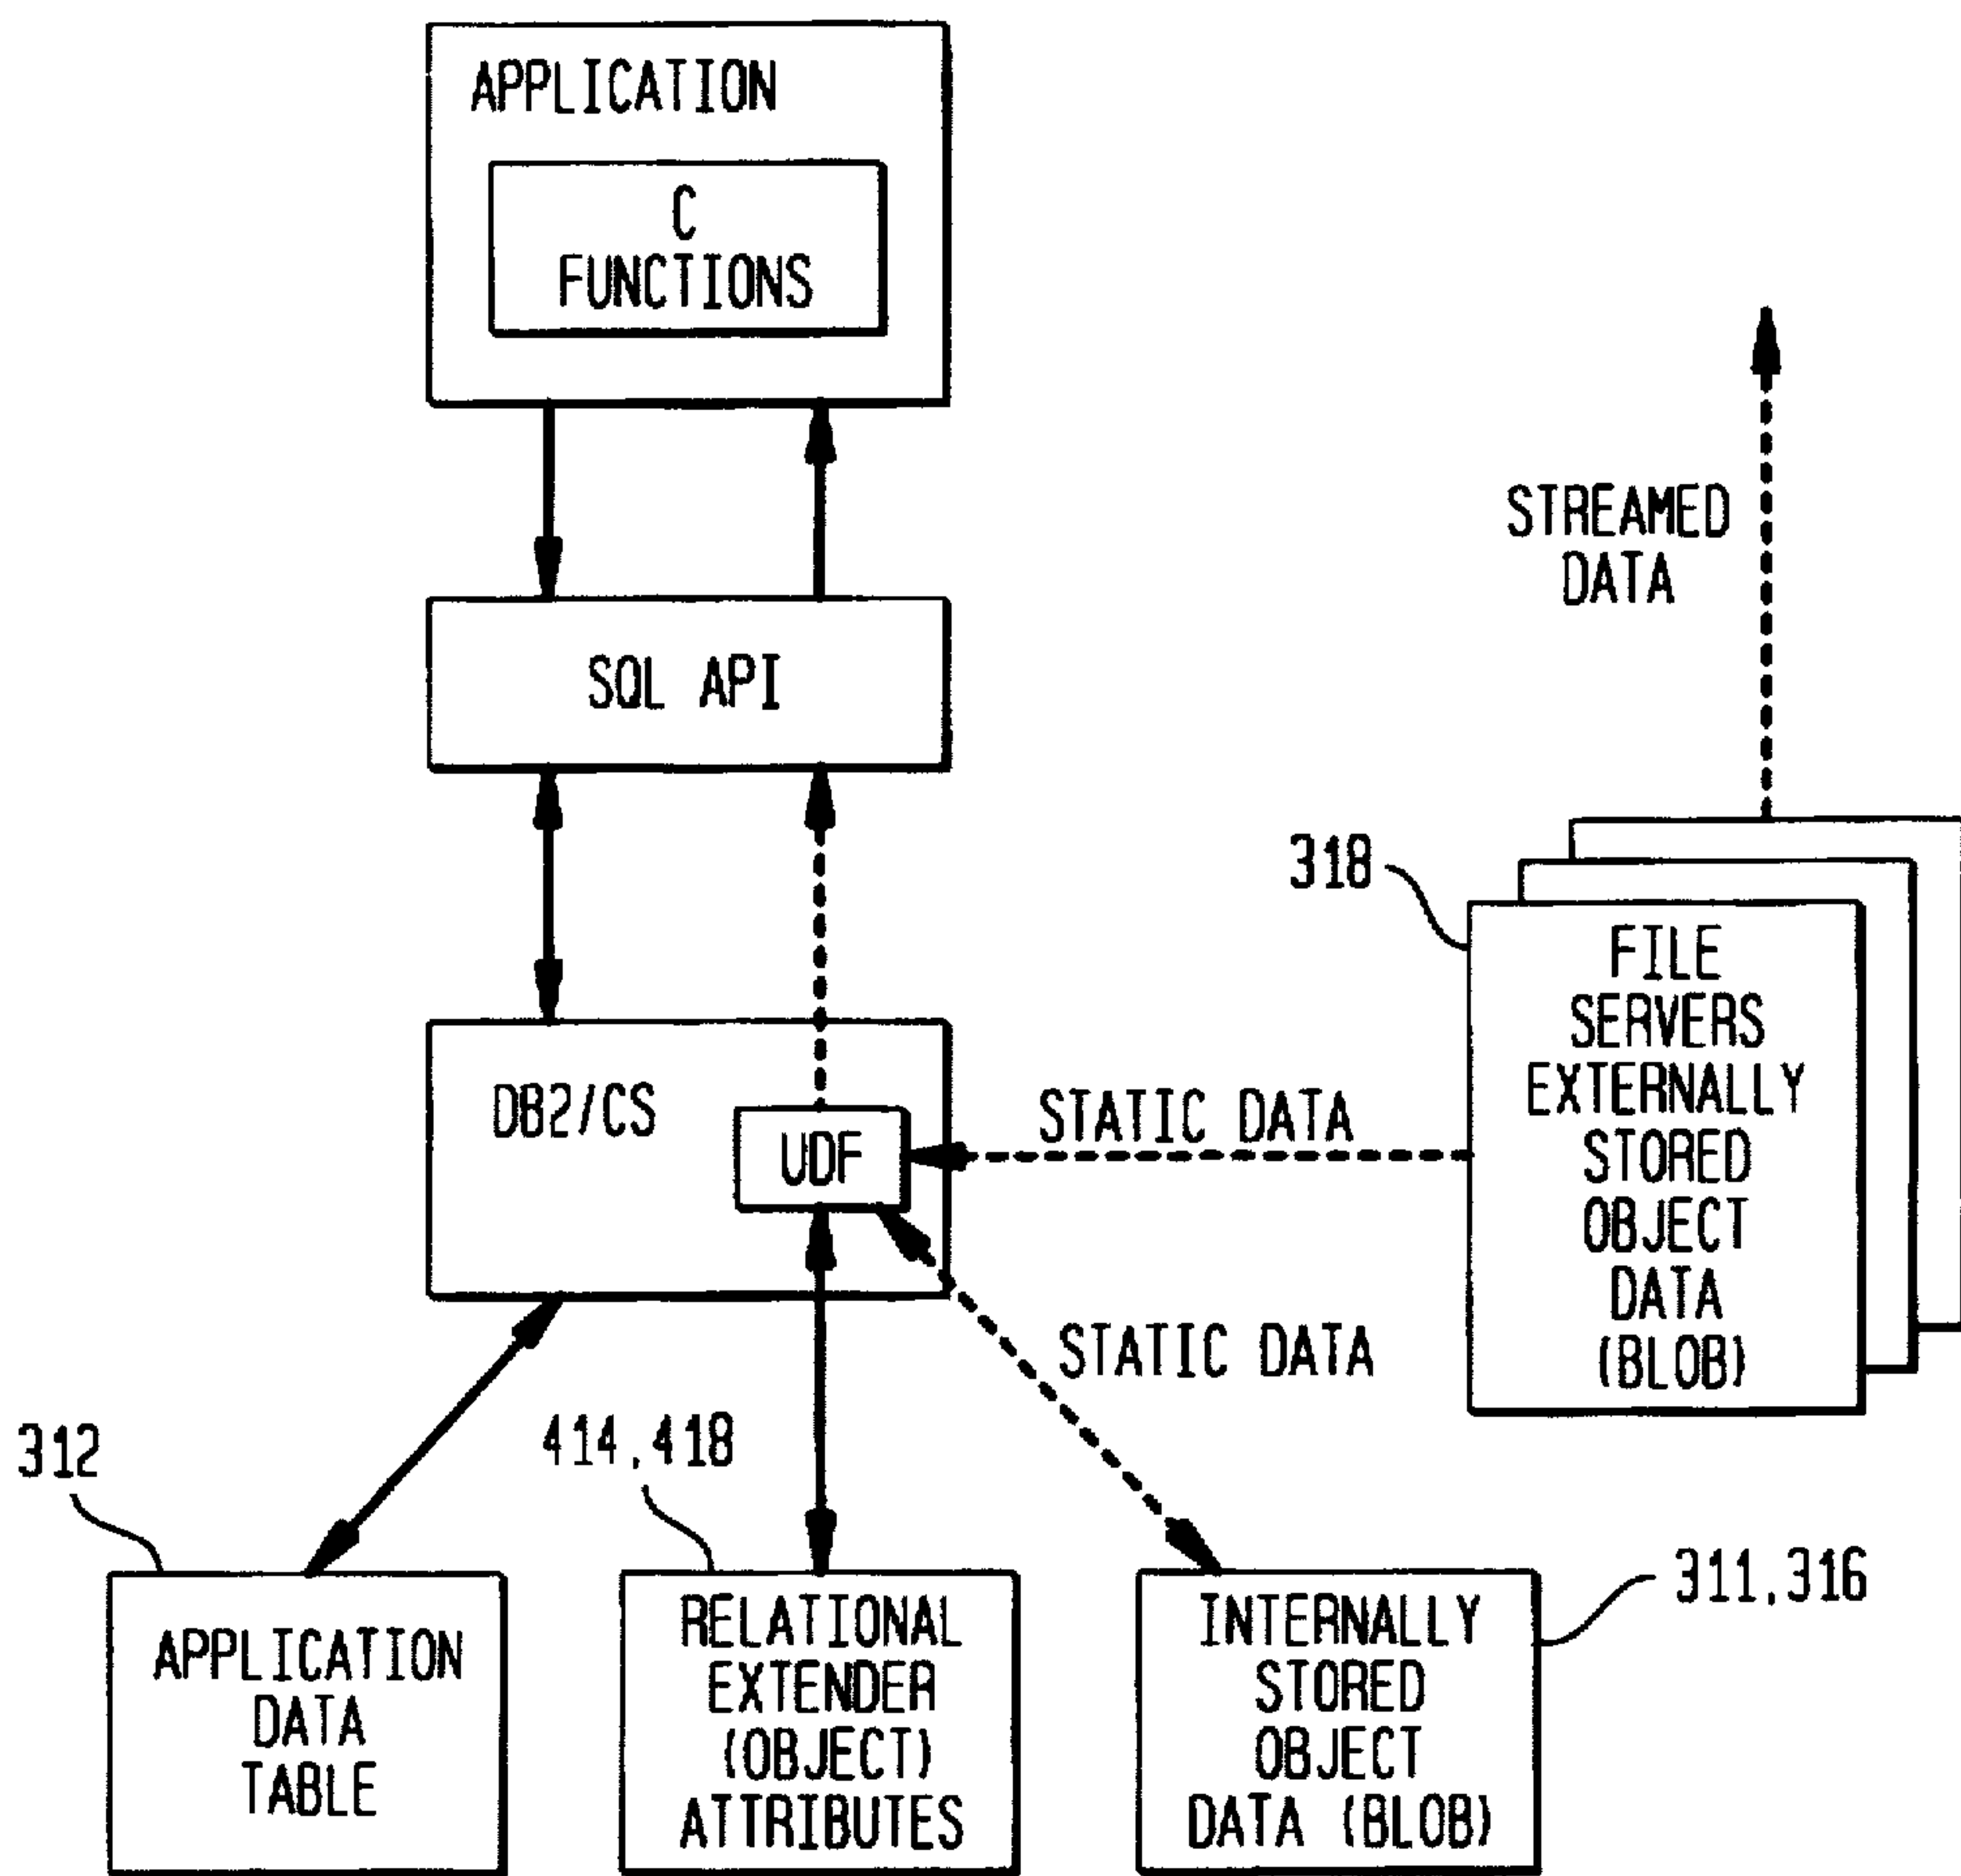 APPLICATION
C
FUNCTIONS
STREAMED
DATA
SQL API
318
FILE
SERVERS
EXTERNALLY
STORED
OBJECT
DATA
(BLOB)
DB2/CS
UDF
STATIC DATA
STATIC DATA
312
414,418
311,316
APPLICATION
DATA
TABLE
RELATIONAL
EXTENDER
(OBJECT)
ATTRIBUTES
INTERNALLY
STORED
OBJECT
DATA (BLOB)